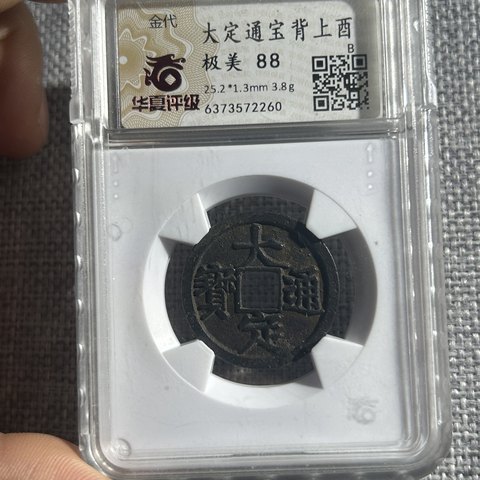 金代
大定通宝背上酉
极美 88
B
25.2*1.3mm 3.8g
华夏评级
6373572260
大定通寳